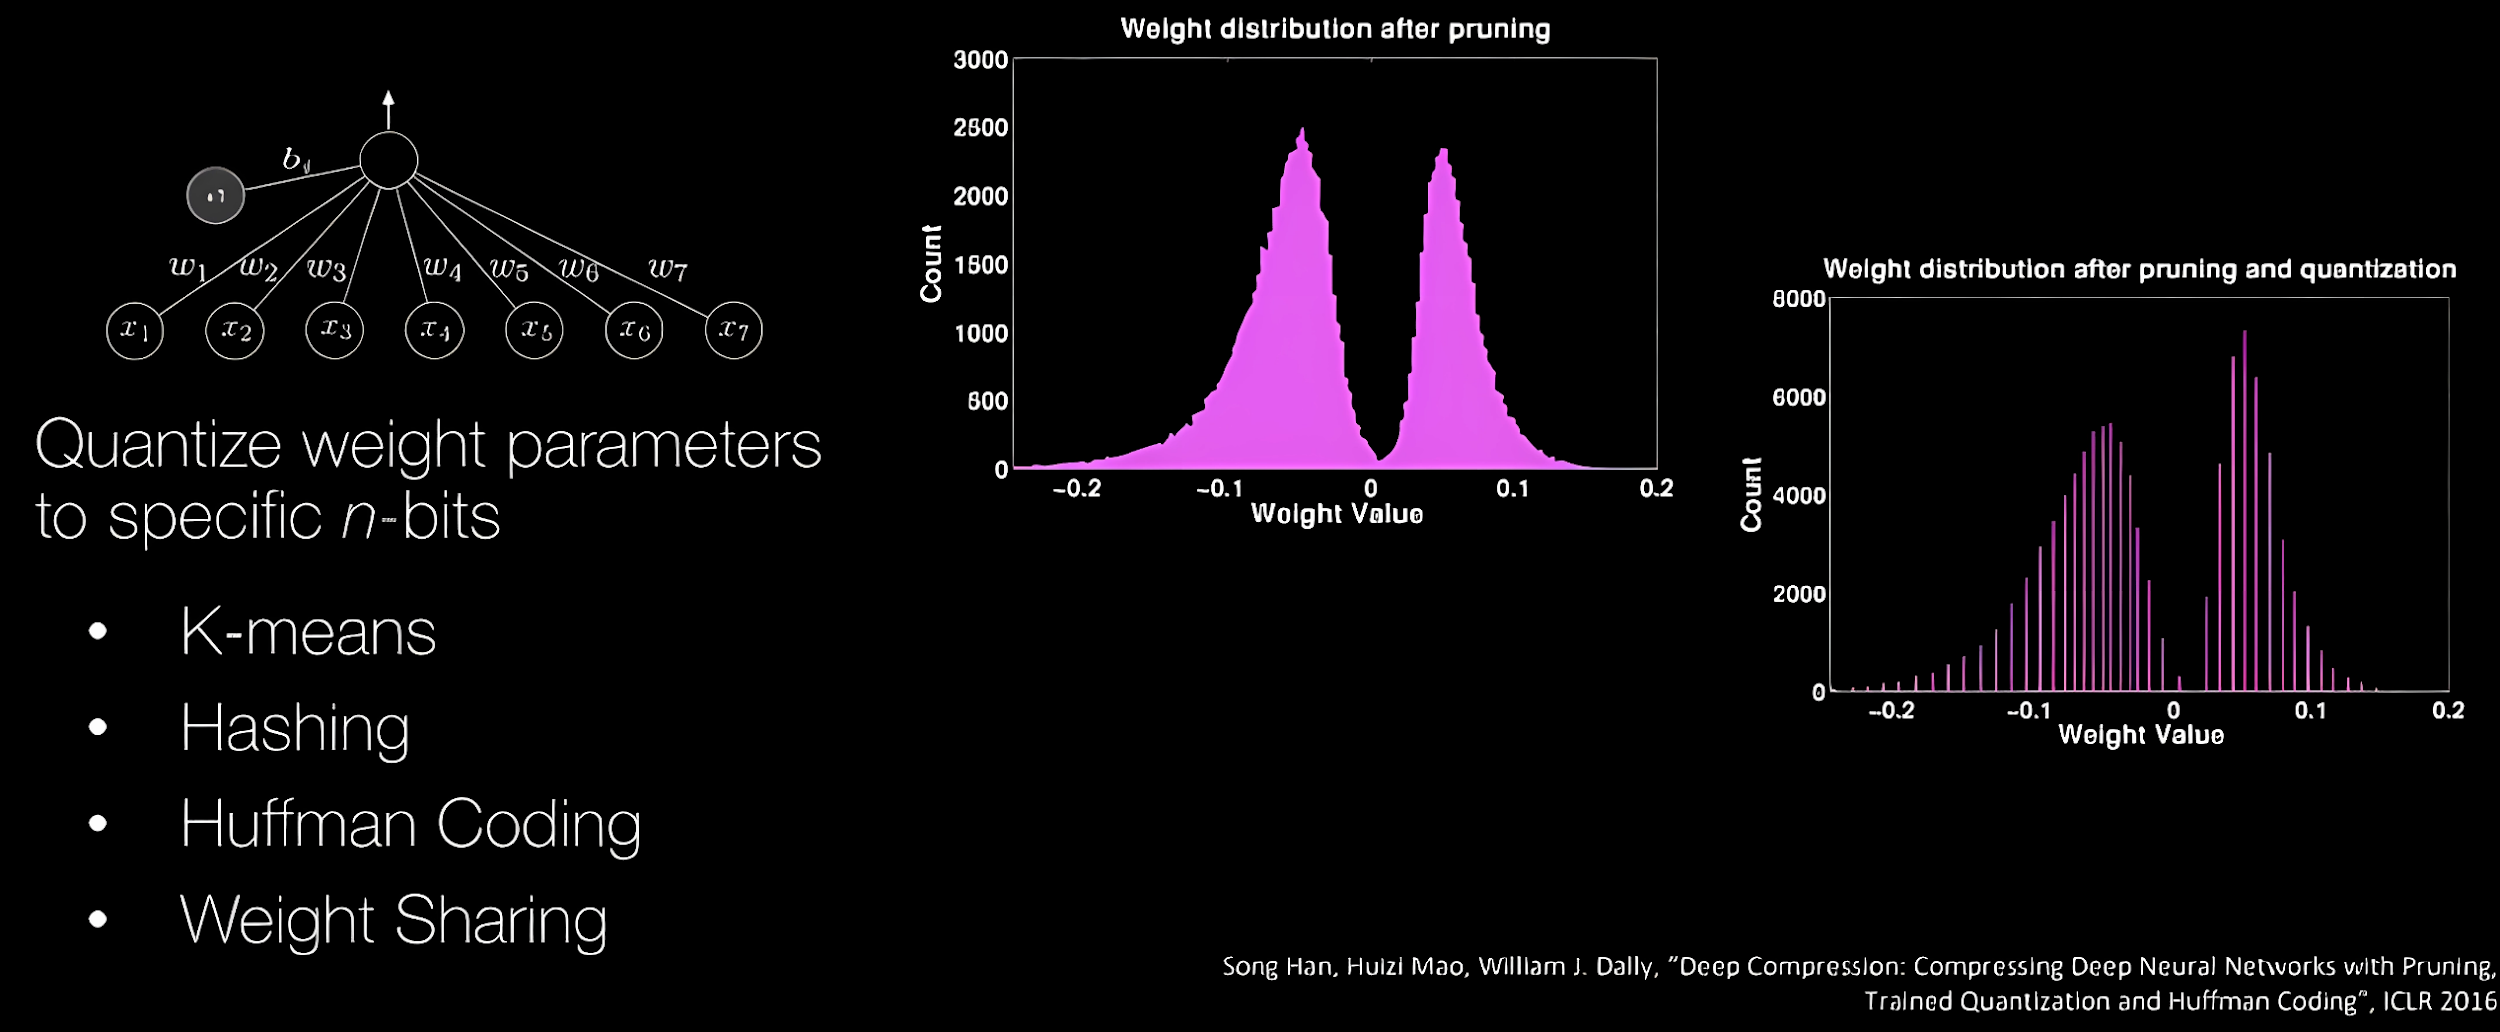 b
w1 w2 w3 w4 w5 w6 w7
x1 x2 x3 x4 x5 x6 x7
Quantize weight parameters
to specific n-bits
• K-means
• Hashing
• Huffman Coding
• Weight Sharing
Weight distribution after pruning
3000
2500
2000
1500
1000
500
0
Count
-0.2 -0.1 0 0.1 0.2
Weight Value
Weight distribution after pruning and quantization
8000
6000
4000
2000
0
Count
-0.2 -0.1 0 0.1 0.2
Weight Value
Song Han, Huizi Mao, William J. Dally, "Deep Compression: Compressing Deep Neural Networks with Pruning,
Trained Quantization and Huffman Coding", ICLR 2016